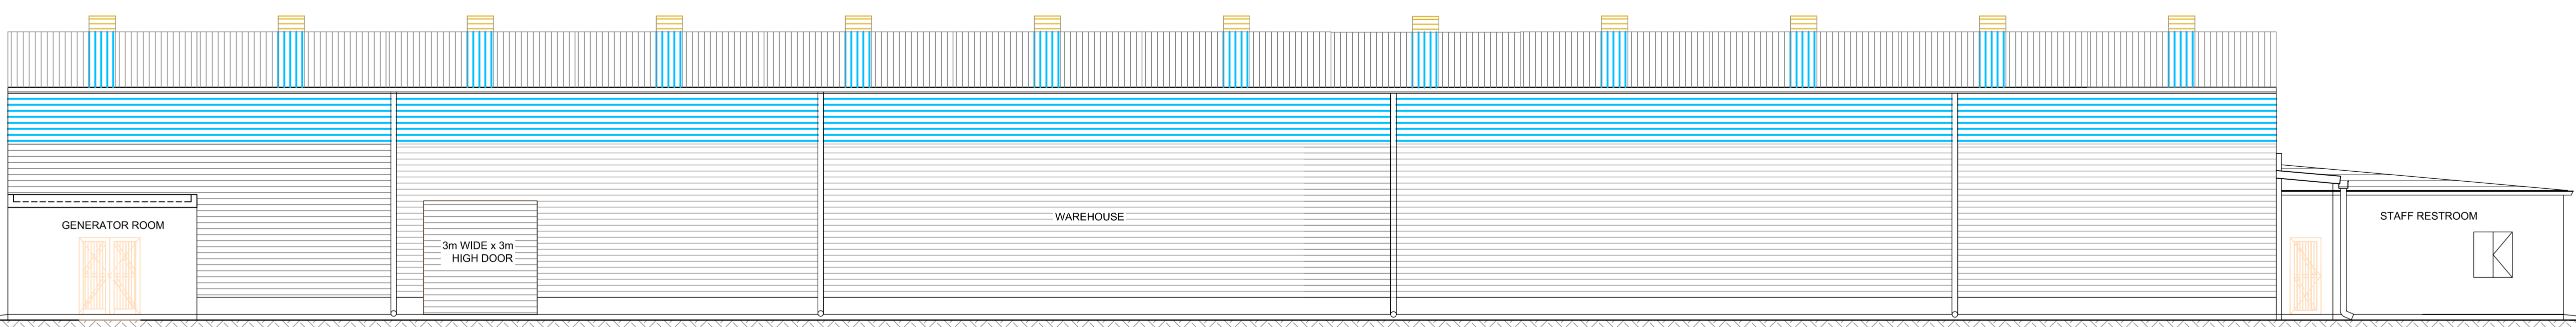 GENERATOR ROOM
3m WIDE x 3m
HIGH DOOR
WAREHOUSE
STAFF RESTROOM